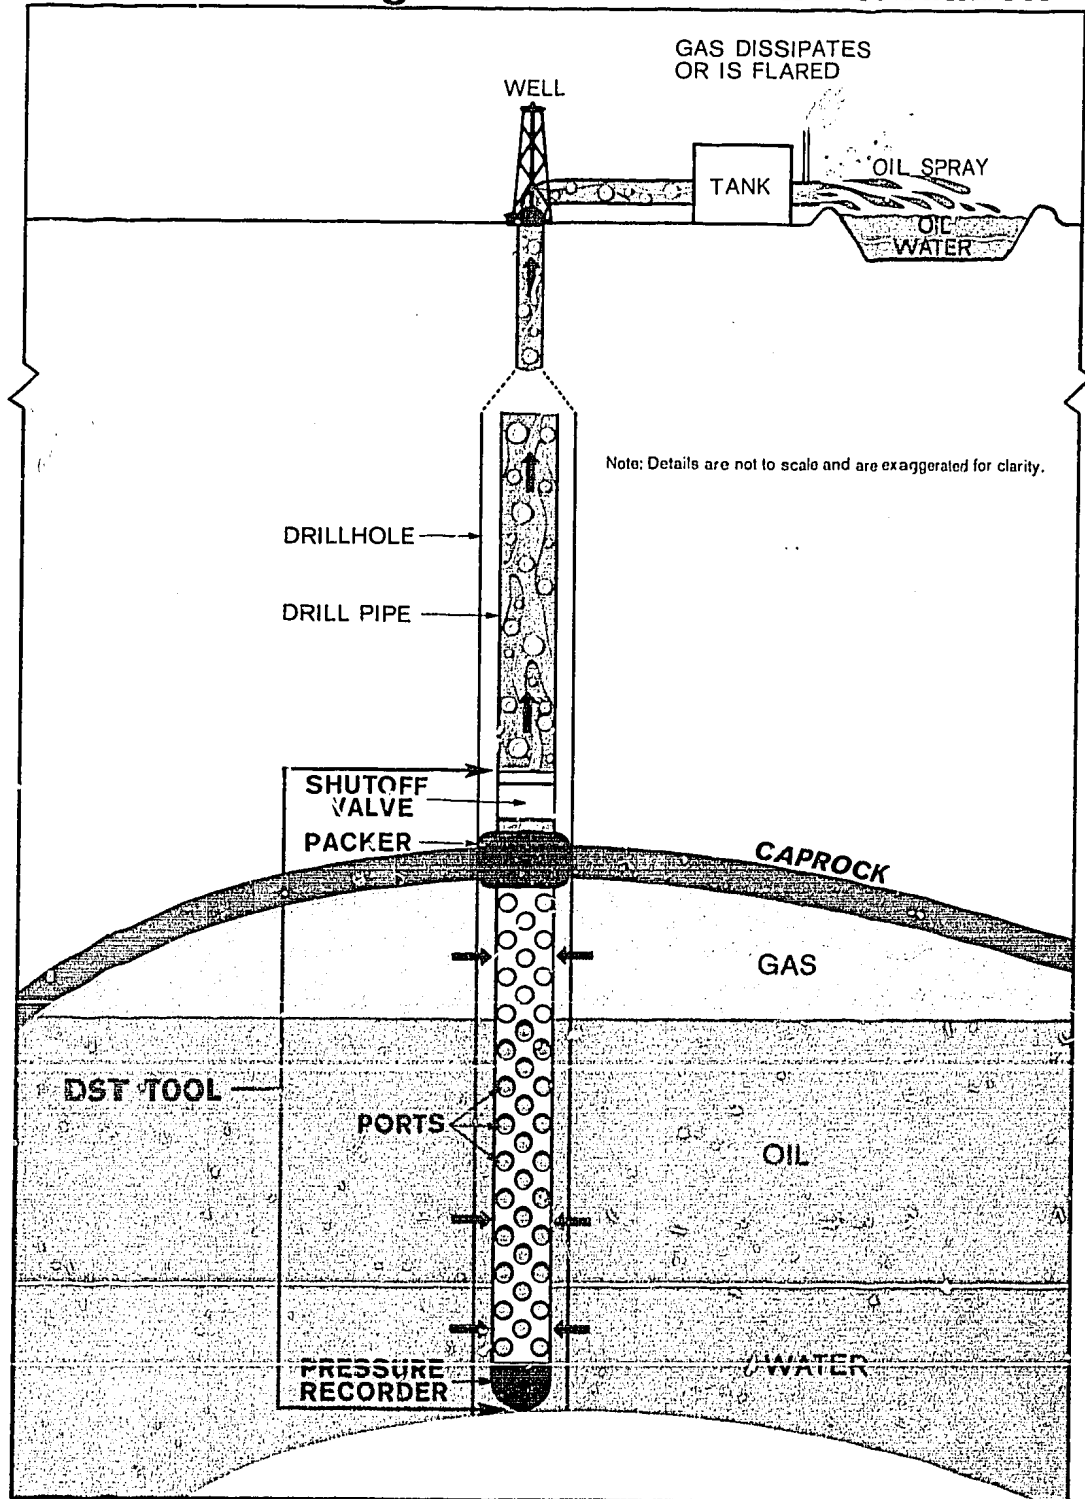 GAS DISSIPATES
OR IS FLARED
WELL
TANK
OIL SPRAY
OIL
WATER
Note: Details are not to scale and are exaggerated for clarity.
DRILLHOLE
DRILL PIPE
SHUTOFF
VALVE
PACKER
CAPROCK
GAS
DST TOOL
PORTS
OIL
WATER
PRESSURE
RECORDER